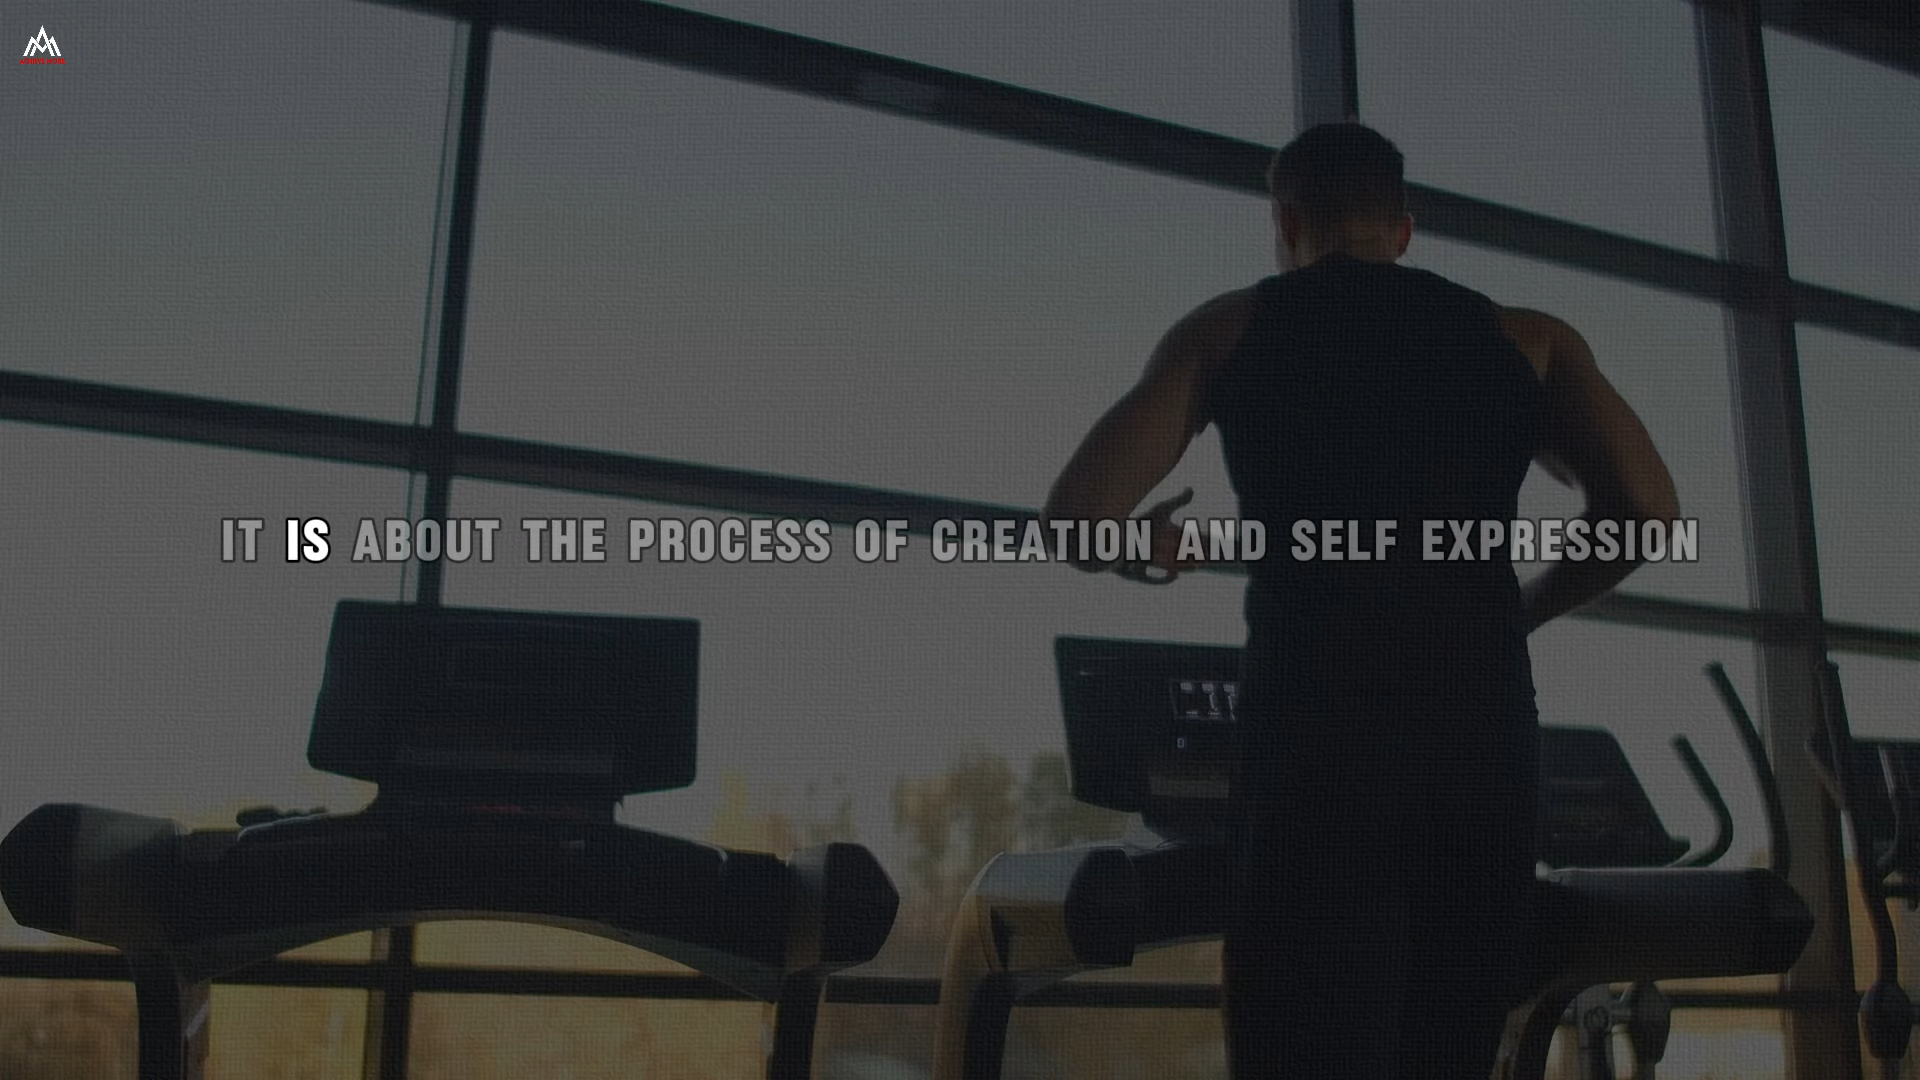 IT IS ABOUT THE PROCESS OF CREATION AND SELF EXPRESSION